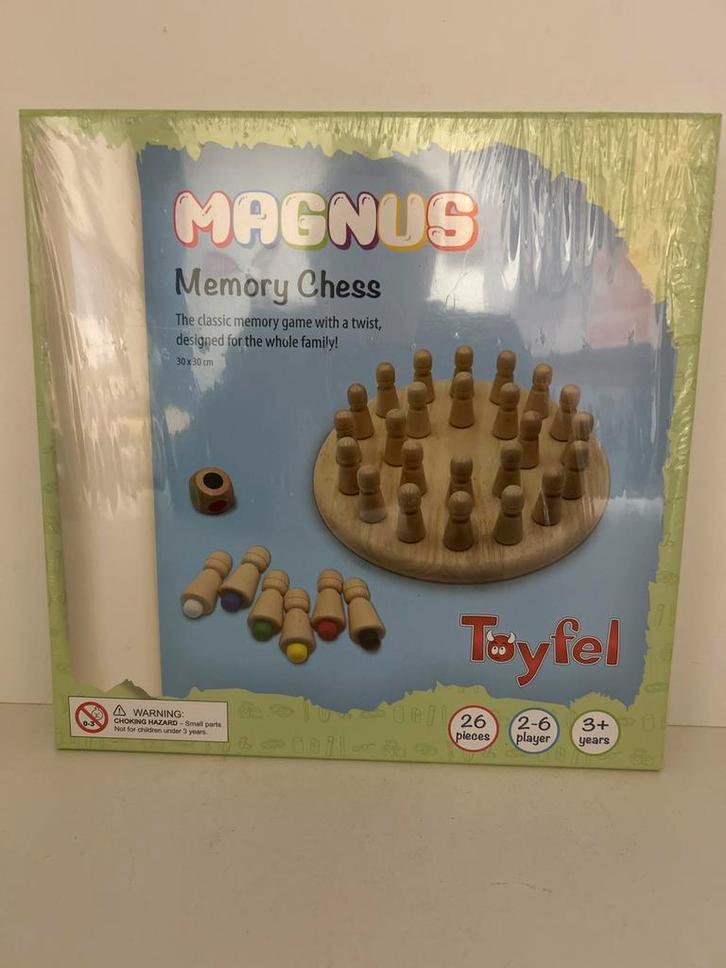 MAGNUS
Memory Chess
The classic memory game with a twist,
designed for the whole family!
30 x 30 cm
Toyfel
0-3
WARNING:
CHOKING HAZARD – Small parts
Not for children under 3 years.
26
pieces
2-6
player
3+
years